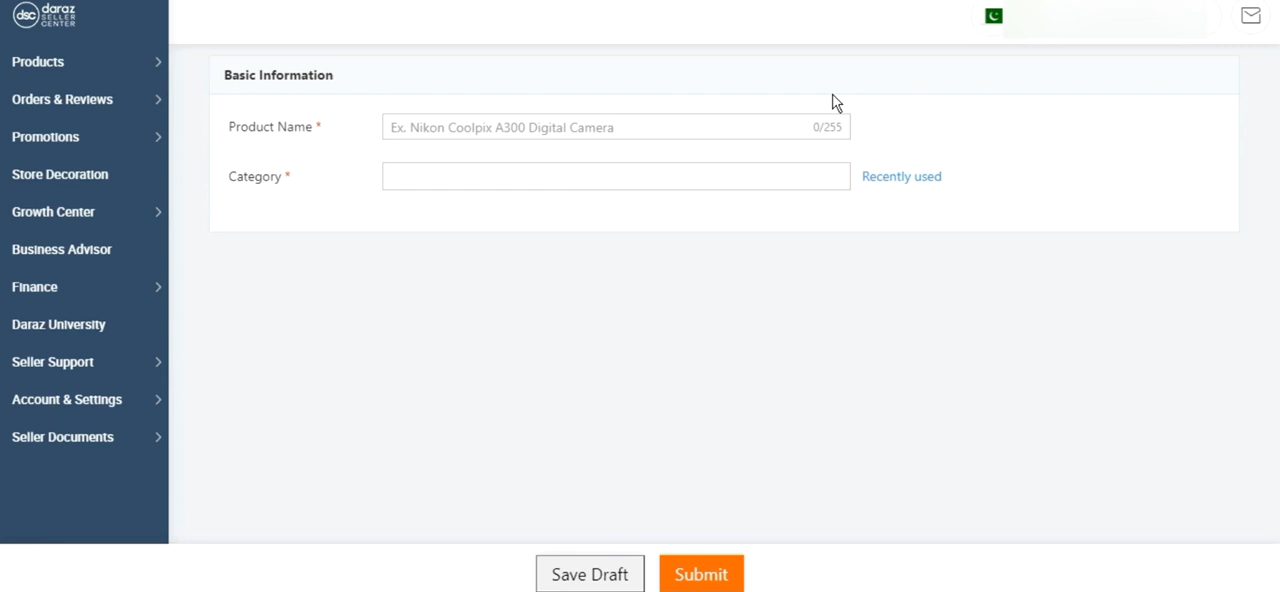 dsc daraz
SELLER
CENTER
Products
Orders & Reviews
Promotions
Store Decoration
Growth Center
Business Advisor
Finance
Daraz University
Seller Support
Account & Settings
Seller Documents
Basic Information
Product Name *
Ex. Nikon Coolpix A300 Digital Camera 0/255
Category *
Recently used
Save Draft Submit